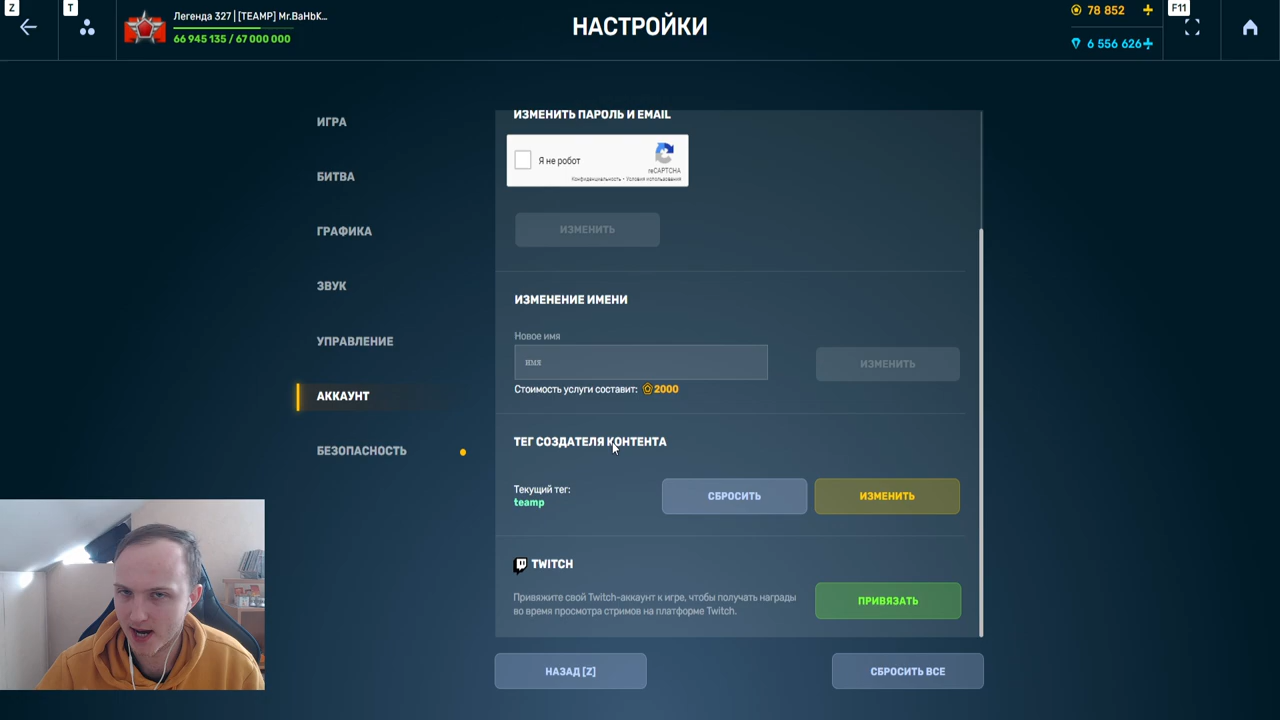 Z
T
Легенда 327 | [TEAMP] Mr.BaHbK...
66 945 135 / 67 000 000
НАСТРОЙКИ
78 852
6 556 626
F11
ИГРА
БИТВА
ГРАФИКА
ЗВУК
УПРАВЛЕНИЕ
АККАУНТ
БЕЗОПАСНОСТЬ
ИЗМЕНИТЬ ПАРОЛЬ И EMAIL
Я не робот
reCAPTCHA
Конфиденциальность • Условия использования
ИЗМЕНИТЬ
ИЗМЕНЕНИЕ ИМЕНИ
Новое имя
ИМЯ
ИЗМЕНИТЬ
Стоимость услуги составит: 2000
ТЕГ СОЗДАТЕЛЯ КОНТЕНТА
Текущий тег:
teamp
СБРОСИТЬ
ИЗМЕНИТЬ
TWITCH
Привяжите свой Twitch-аккаунт к игре, чтобы получать награды
во время просмотра стримов на платформе Twitch.
ПРИВЯЗАТЬ
НАЗАД [Z]
СБРОСИТЬ ВСЕ